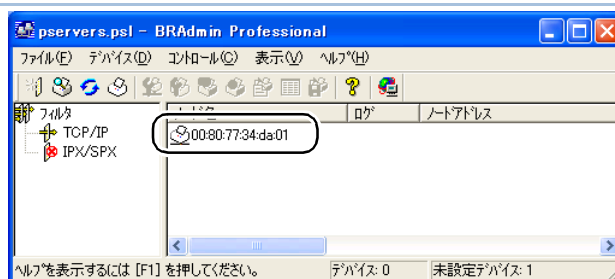 pservers.psl - BRAdmin Professional
ファイル(F) デバイス(D) コントロール(C) 表示(V) ヘルプ(H)
フィルタ
ログ
ノードアドレス
TCP/IP
00:80:77:34:da:01
IPX/SPX
ヘルプを表示するには [F1] を押してください。
デバイス: 0
未設定デバイス: 1